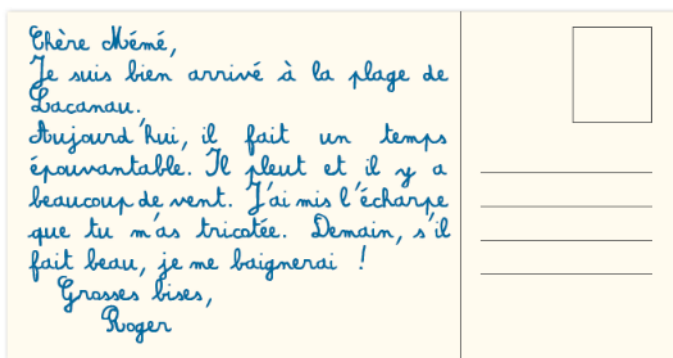 Chère Mémé,
Je suis bien arrivé à la plage de
Lacanau.
Aujourd'hui, il fait un temps
épouvantable. Il pleut et il y a
beaucoup de vent. J'ai mis l'écharpe
que tu m'as tricotée. Demain, s'il
fait beau, je me baignerai !
Grosses bises,
Roger